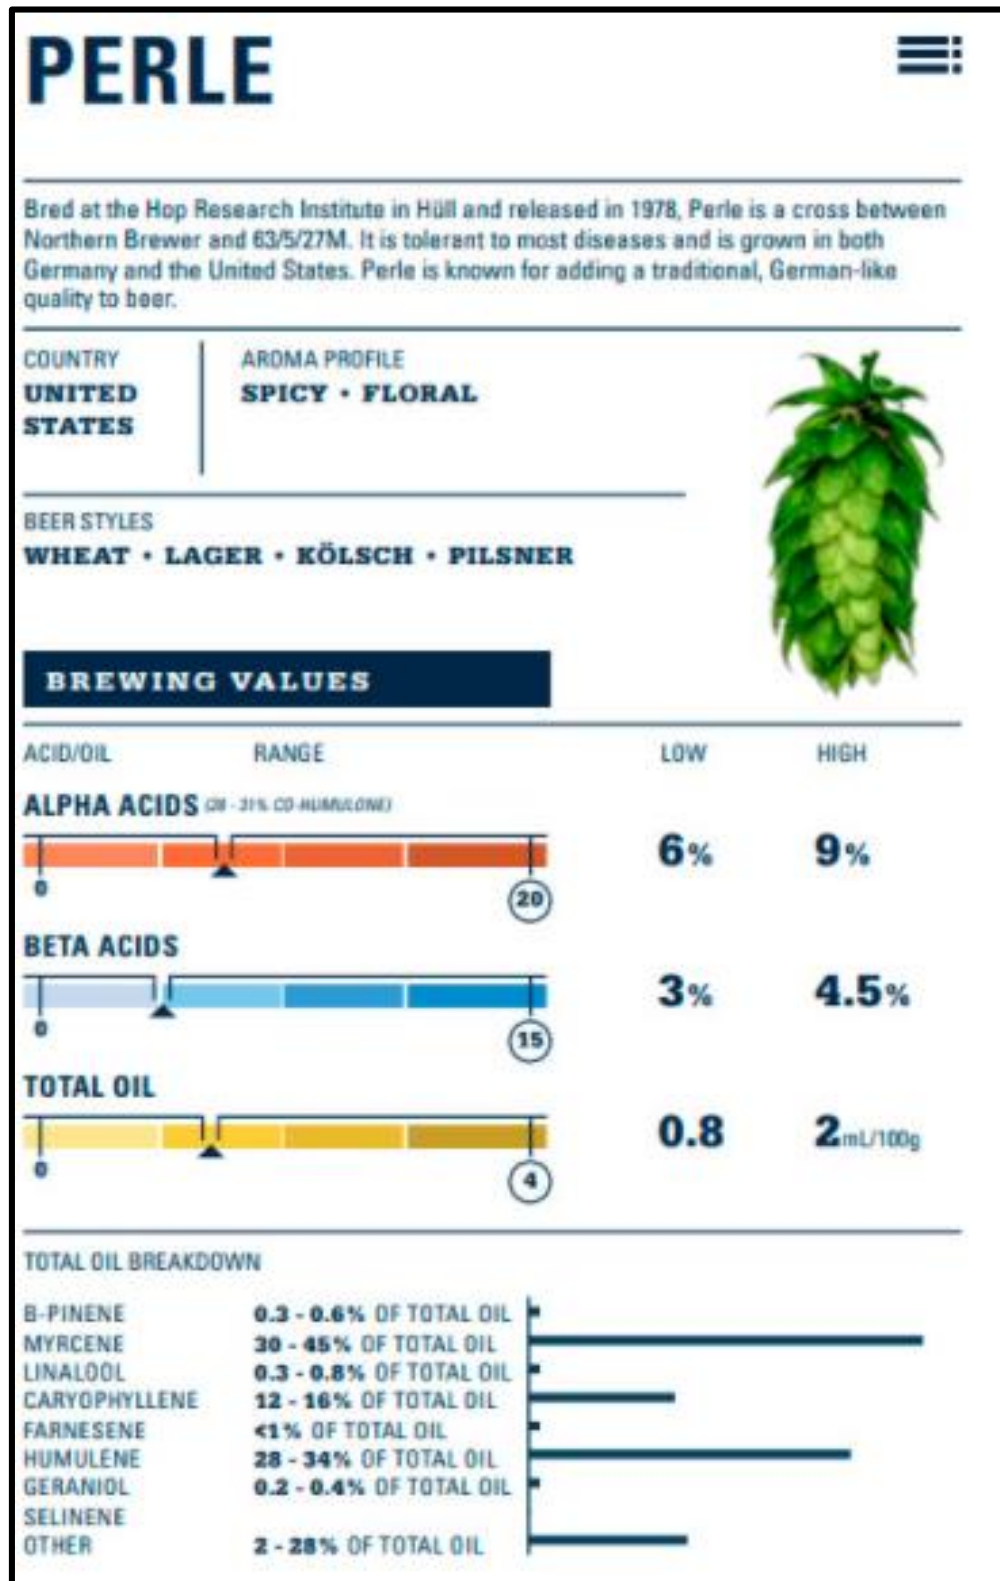 PERLE
Bred at the Hop Research Institute in Hüll and released in 1978, Perle is a cross between
Northern Brewer and 63/5/27M. It is tolerant to most diseases and is grown in both
Germany and the United States. Perle is known for adding a traditional, German-like
quality to beer.
COUNTRY
UNITED
STATES
AROMA PROFILE
SPICY • FLORAL
BEER STYLES
WHEAT • LAGER • KÖLSCH • PILSNER
BREWING VALUES
ACID/OIL RANGE LOW HIGH
ALPHA ACIDS (28 - 31% CO-HUMULONE)
6% 9%
0 20
BETA ACIDS
3% 4.5%
0 15
TOTAL OIL
0.8 2 mL/100g
0 4
TOTAL OIL BREAKDOWN
B-PINENE 0.3 - 0.6% OF TOTAL OIL
MYRCENE 30 - 45% OF TOTAL OIL
LINALOOL 0.3 - 0.8% OF TOTAL OIL
CARYOPHYLLENE 12 - 16% OF TOTAL OIL
FARNESENE <1% OF TOTAL OIL
HUMULENE 28 - 34% OF TOTAL OIL
GERANIOL 0.2 - 0.4% OF TOTAL OIL
SELINENE
OTHER 2 - 28% OF TOTAL OIL